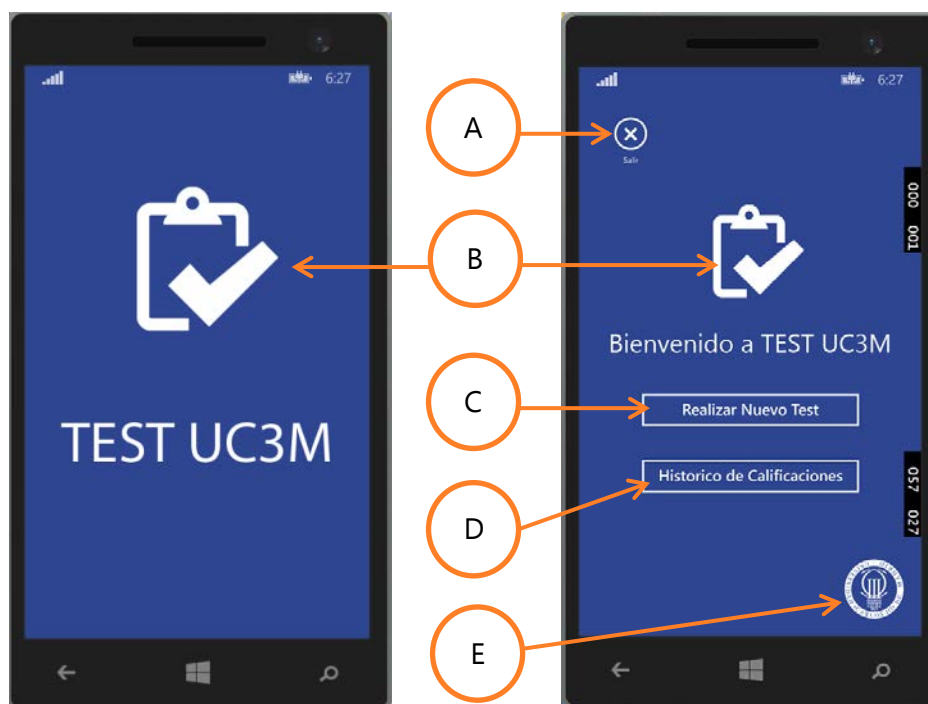 6:27
TEST UC3M
A
B
C
D
E
6:27
Salir
000 001
Bienvenido a TEST UC3M
Realizar Nuevo Test
Historico de Calificaciones
057 027